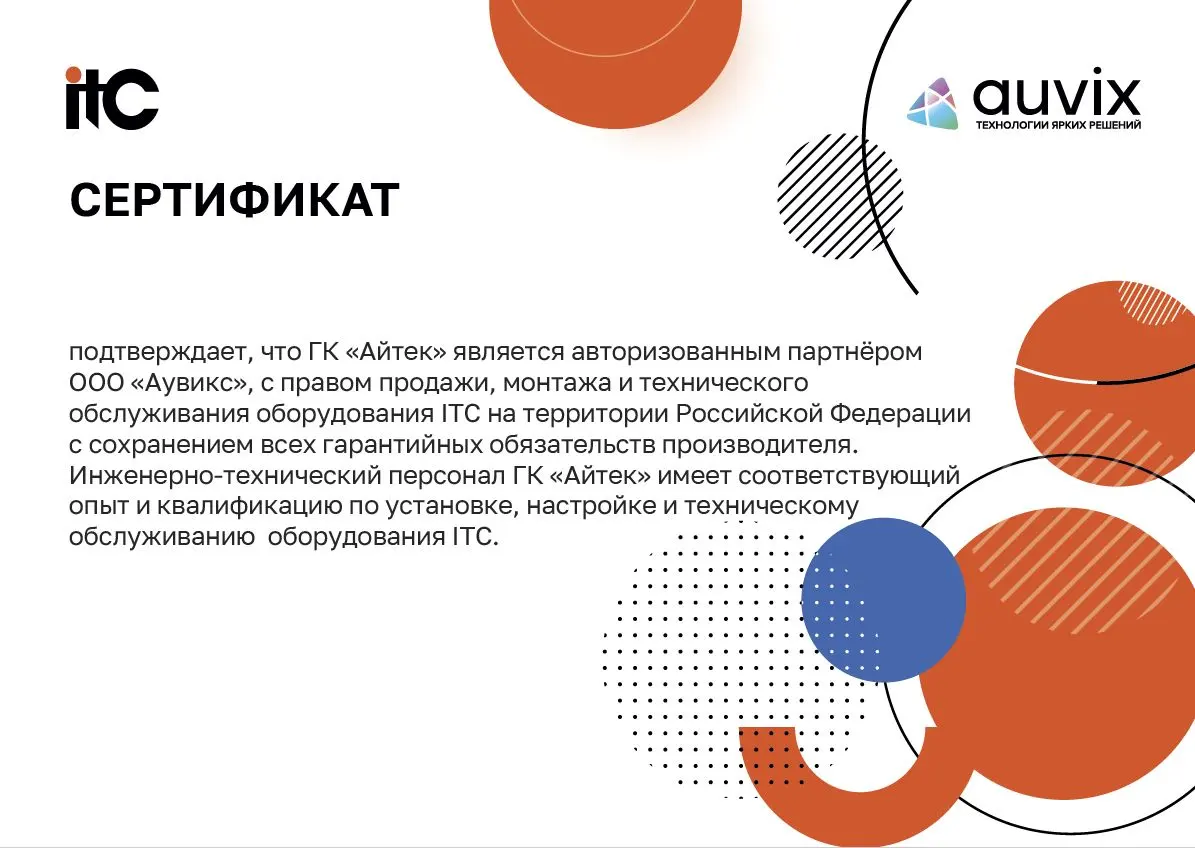 itc
auvix
ТЕХНОЛОГИИ ЯРКИХ РЕШЕНИЙ
СЕРТИФИКАТ
подтверждает, что ГК «Айтек» является авторизованным партнёром
ООО «Аувикс», с правом продажи, монтажа и технического
обслуживания оборудования ITC на территории Российской Федерации
с сохранением всех гарантийных обязательств производителя.
Инженерно-технический персонал ГК «Айтек» имеет соответствующий
опыт и квалификацию по установке, настройке и техническому
обслуживанию  оборудования ITC.